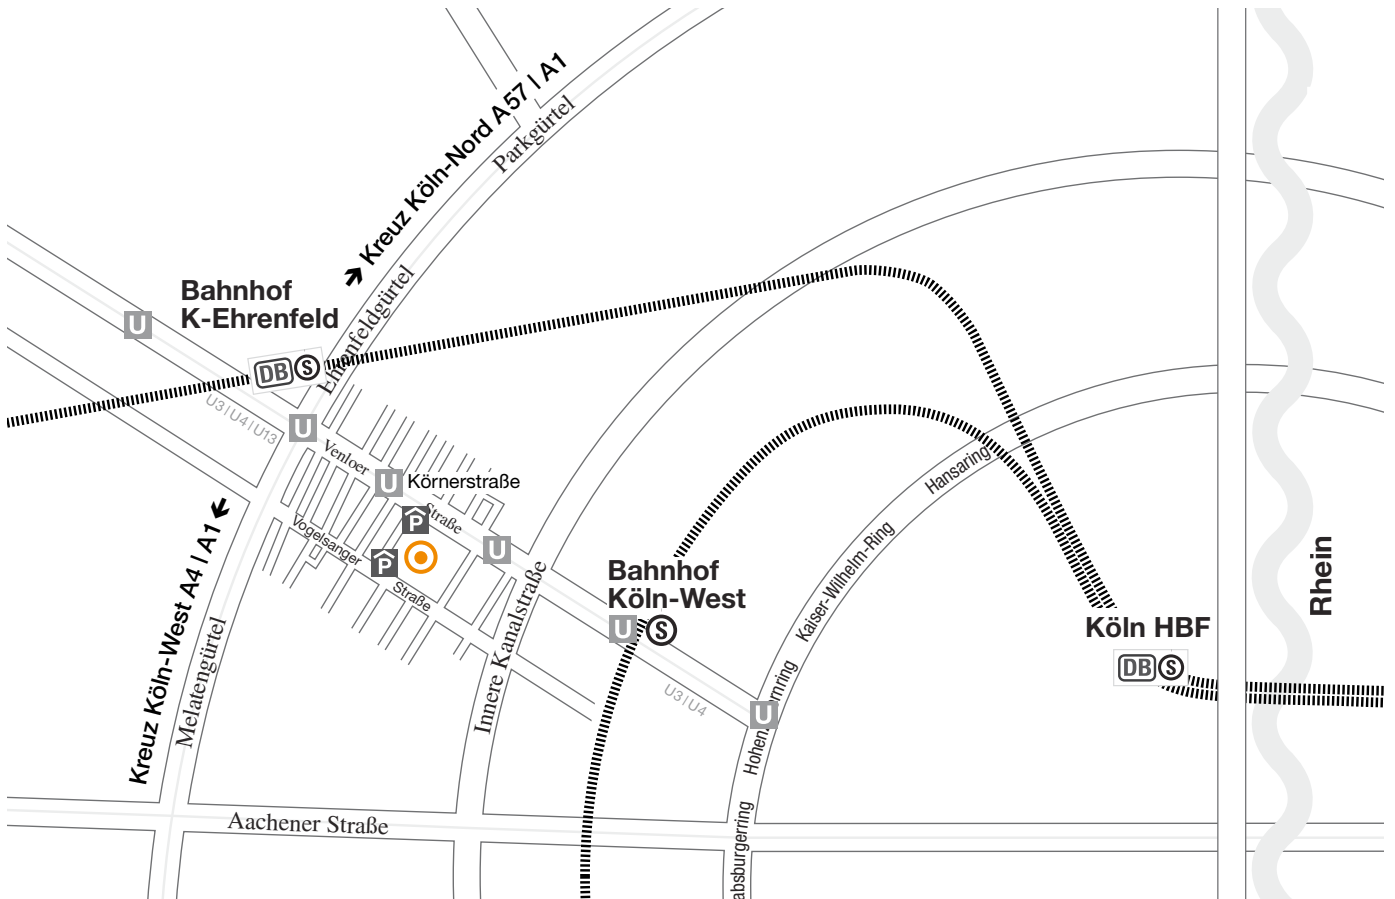 Kreuz Köln-Nord A57 | A1
Parkgürtel
Bahnhof
K-Ehrenfeld
Ehrenfeldgürtel
U
DB S
U3 | U4 | U13
U
Venloer
U
Körnerstraße
Straße
P
U
Vogelsanger
P
Straße
Kreuz Köln-West A4 | A1
Melatengürtel
Innere Kanalstraße
Bahnhof
Köln-West
U S
U3 | U4
U
Hansaring
Kaiser-Wilhelm-Ring
Köln HBF
DB S
Rhein
Aachener Straße